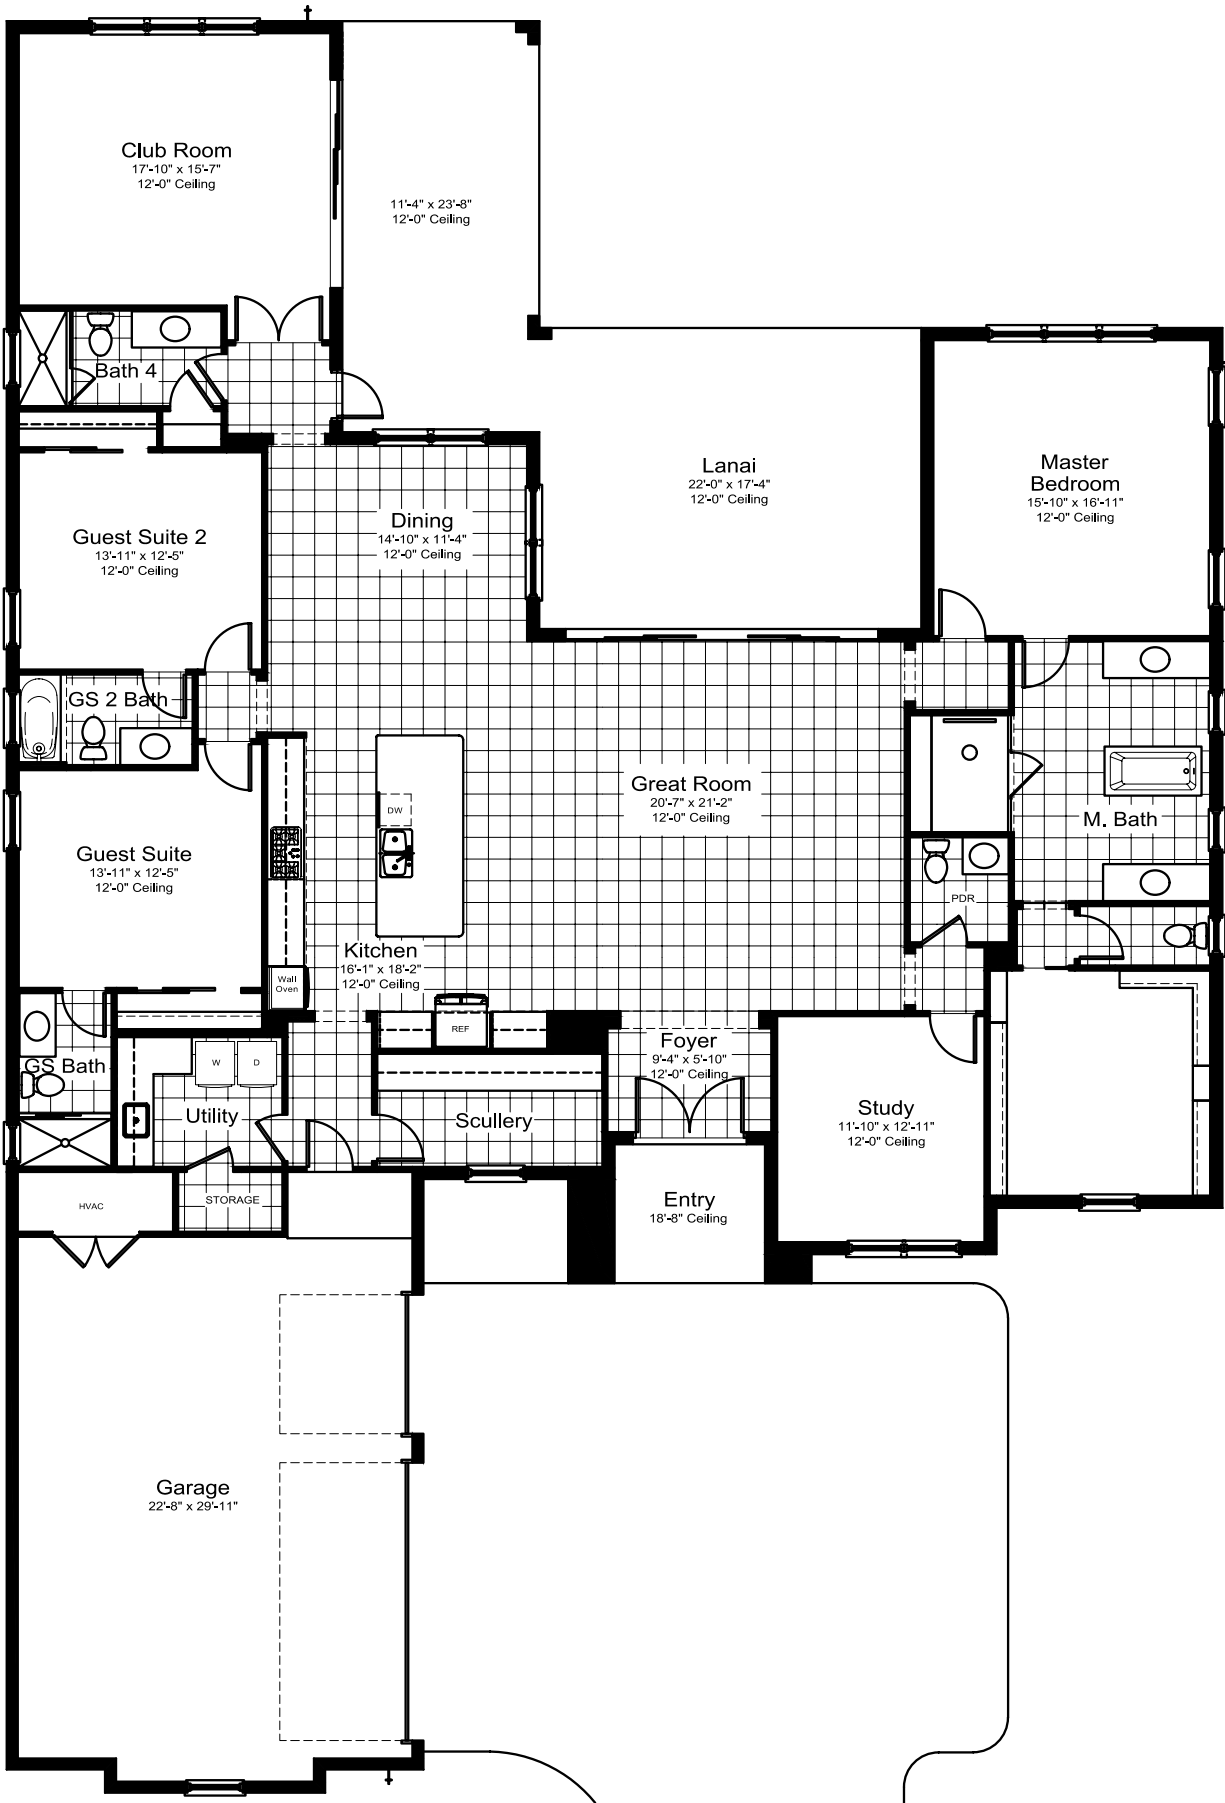 Club Room
17'-10" x 15'-7"
12'-0" Ceiling
11'-4" x 23'-8"
12'-0" Ceiling
Bath 4
Lanai
22'-0" x 17'-4"
12'-0" Ceiling
Master
Bedroom
15'-10" x 16'-11"
12'-0" Ceiling
Dining
14'-10" x 11'-4"
12'-0" Ceiling
Guest Suite 2
13'-11" x 12'-5"
12'-0" Ceiling
GS 2 Bath
Great Room
20'-7" x 21'-2"
12'-0" Ceiling
DW
M. Bath
Guest Suite
13'-11" x 12'-5"
12'-0" Ceiling
PDR
Kitchen
16'-1" x 18'-2"
12'-0" Ceiling
Wall
Oven
REF
Foyer
9'-4" x 5'-10"
12'-0" Ceiling
GS Bath
W
D
Utility
Scullery
Study
11'-10" x 12'-11"
12'-0" Ceiling
HVAC
STORAGE
Entry
18'-8" Ceiling
Garage
22'-8" x 29'-11"